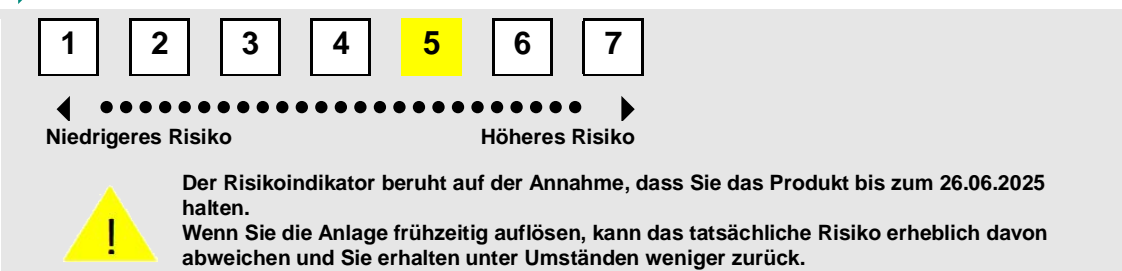 1 2 3 4 5 6 7
Niedrigeres Risiko Höheres Risiko
Der Risikoindikator beruht auf der Annahme, dass Sie das Produkt bis zum 26.06.2025
halten.
! Wenn Sie die Anlage frühzeitig auflösen, kann das tatsächliche Risiko erheblich davon
abweichen und Sie erhalten unter Umständen weniger zurück.